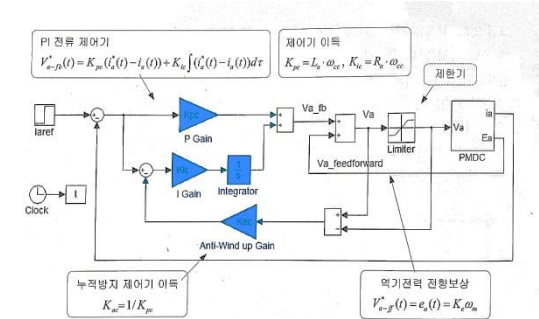 PI 전류 제어기
V*a-fb(t) = Kpc(i*a(t)-ia(t))+Kic∫(i*a(t)-ia(t))dτ
제어기 이득
Kpc=La·ωcc, Kic=Ra·ωcc
제한기
Iaref
Kpc
P Gain
Va_fb
Va
Limiter
Va
ia
Ea
PMDC
Kic
I Gain
1/s
Integrator
Va_feedforward
Clock
t
Anti-Wind up Gain
누적방지 제어기 이득
Kac=1/Kpc
역기전력 전향보상
V*a-ff(t)=ea(t)=Keωm